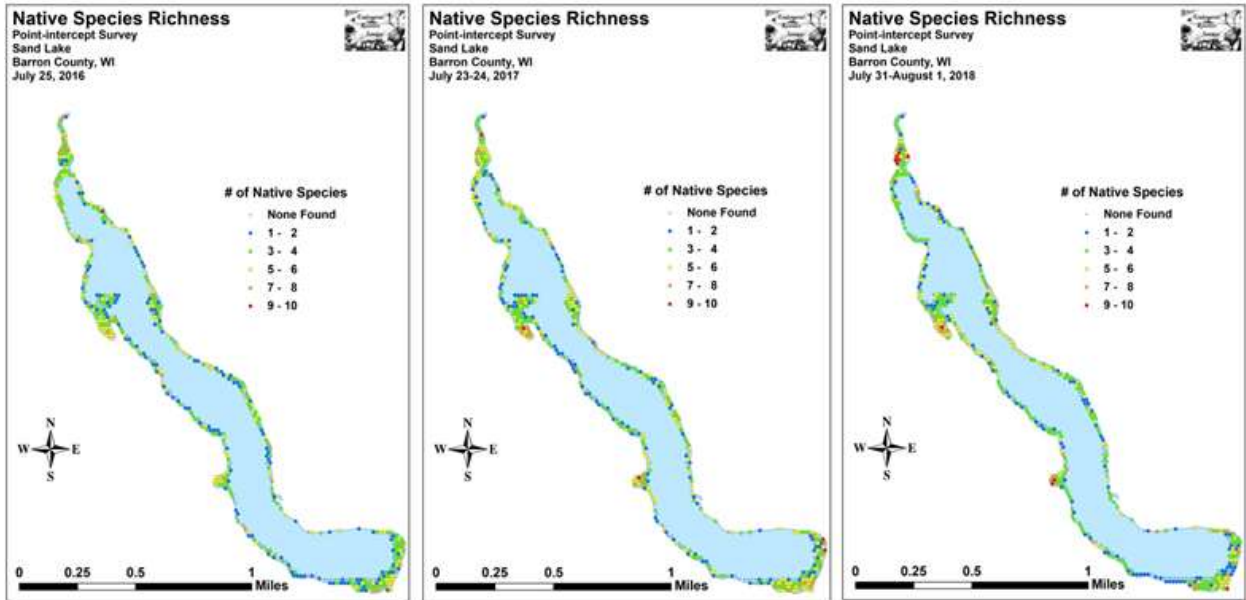 Native Species Richness
Point-intercept Survey
Sand Lake
Barron County, WI
July 25, 2016
# of Native Species
None Found
1 - 2
3 - 4
5 - 6
7 - 8
9 - 10
N
W E
S
0 0.25 0.5 1
Miles
Native Species Richness
Point-intercept Survey
Sand Lake
Barron County, WI
July 23-24, 2017
# of Native Species
None Found
1 - 2
3 - 4
5 - 6
7 - 8
9 - 10
N
W E
S
0 0.25 0.5 1
Miles
Native Species Richness
Point-intercept Survey
Sand Lake
Barron County, WI
July 31-August 1, 2018
# of Native Species
None Found
1 - 2
3 - 4
5 - 6
7 - 8
9 - 10
N
W E
S
0 0.25 0.5 1
Miles